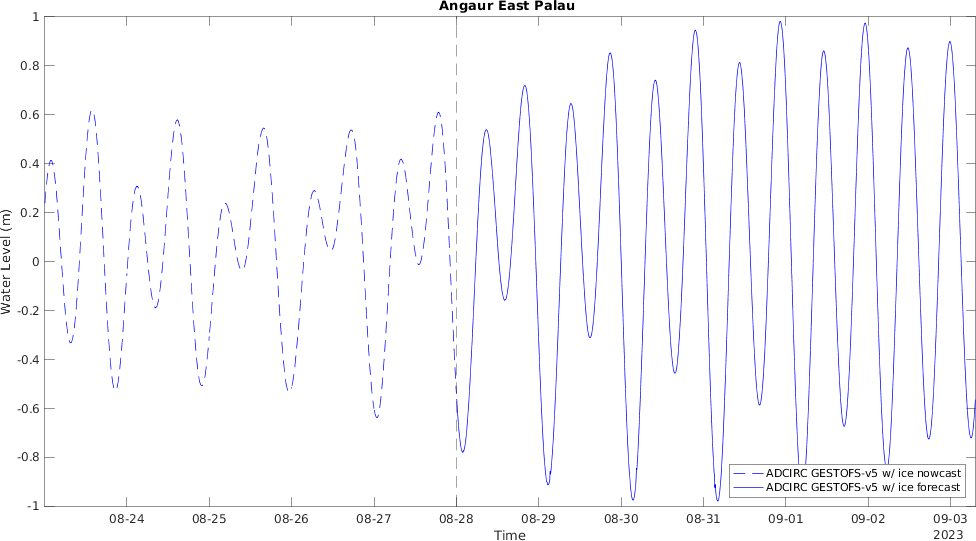 Angaur East Palau
Water Level (m)
1
0.8
0.6
0.4
0.2
0
-0.2
-0.4
-0.6
-0.8
-1
ADCIRC GESTOFS-v5 w/ ice nowcast
ADCIRC GESTOFS-v5 w/ ice forecast
08-24 08-25 08-26 08-27 08-28 08-29 08-30 08-31 09-01 09-02 09-03
Time
2023